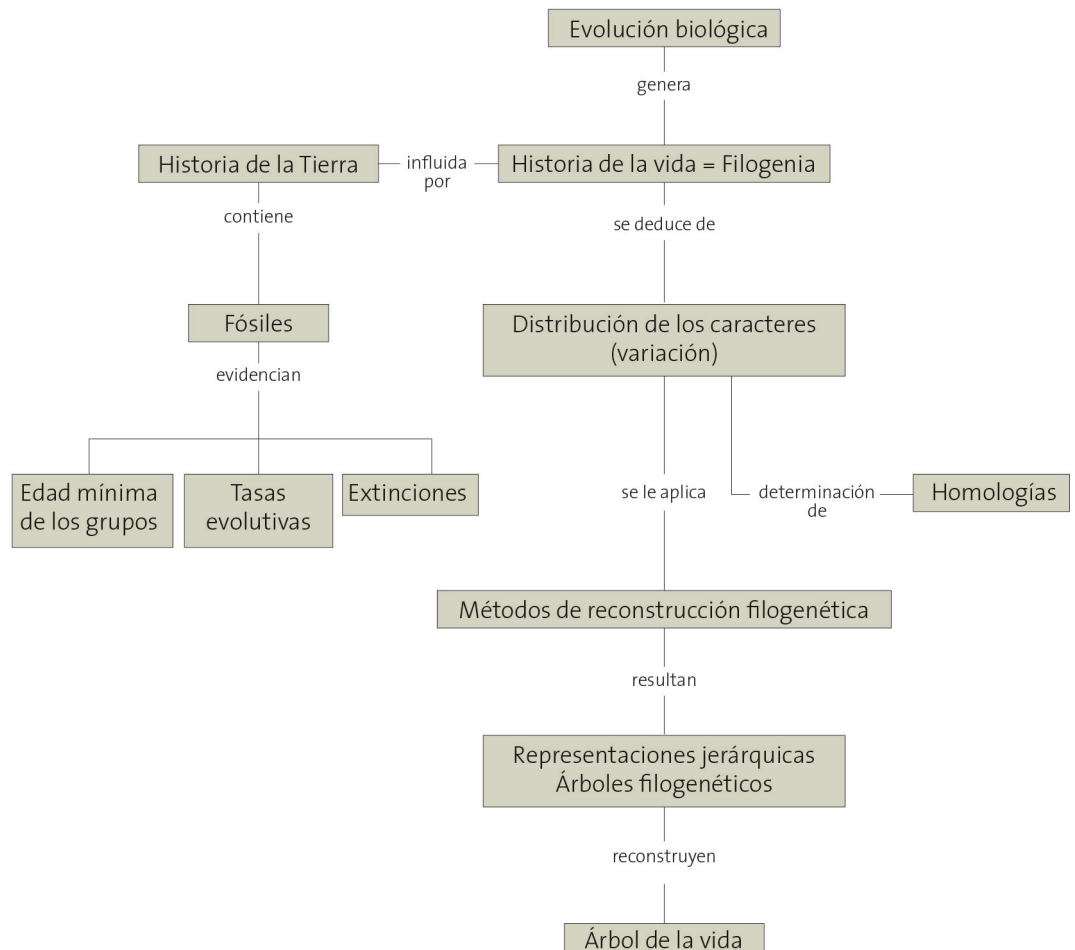 Evolución biológica
genera
Historia de la Tierra
influida
por
Historia de la vida = Filogenia
contiene
se deduce de
Fósiles
Distribución de los caracteres
(variación)
evidencian
Edad mínima
de los grupos
Tasas
evolutivas
Extinciones
se le aplica
determinación
de
Homologías
Métodos de reconstrucción filogenética
resultan
Representaciones jerárquicas
Árboles filogenéticos
reconstruyen
Árbol de la vida